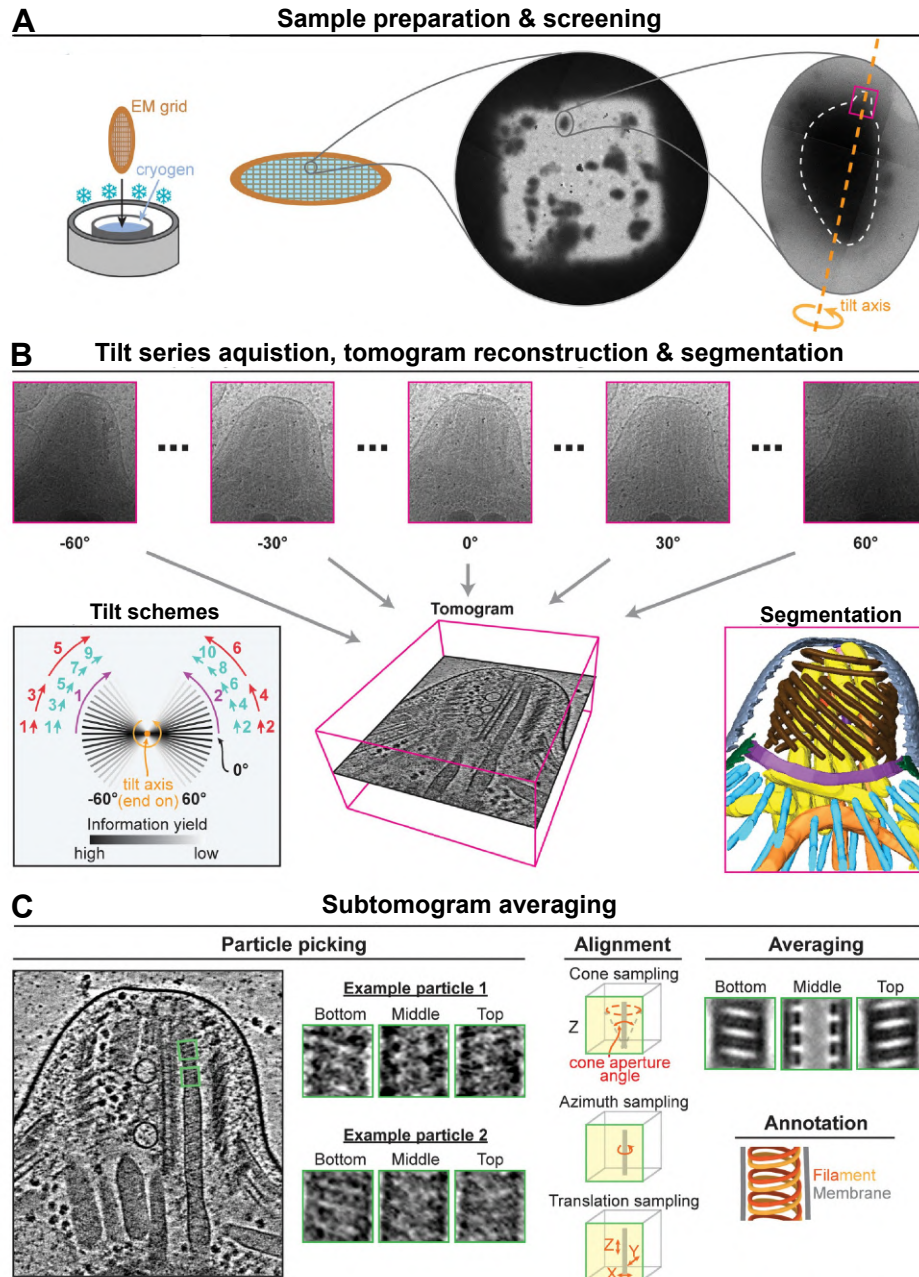 A
Sample preparation & screening
EM grid
cryogen
tilt axis
B
Tilt series aquistion, tomogram reconstruction & segmentation
-60°
-30°
0°
30°
60°
Tilt schemes
Tomogram
Segmentation
5
6
9
10
7
8
3
5
1
2
6
4
3
4
1
1
2
2
0°
tilt axis
-60° (end on) 60°
Information yield
high
low
C
Subtomogram averaging
Particle picking
Alignment
Averaging
Example particle 1
Bottom
Middle
Top
Example particle 2
Bottom
Middle
Top
Cone sampling
Z
cone aperture
angle
Azimuth sampling
Translation sampling
Z
Y
X
Bottom
Middle
Top
Annotation
Filament
Membrane